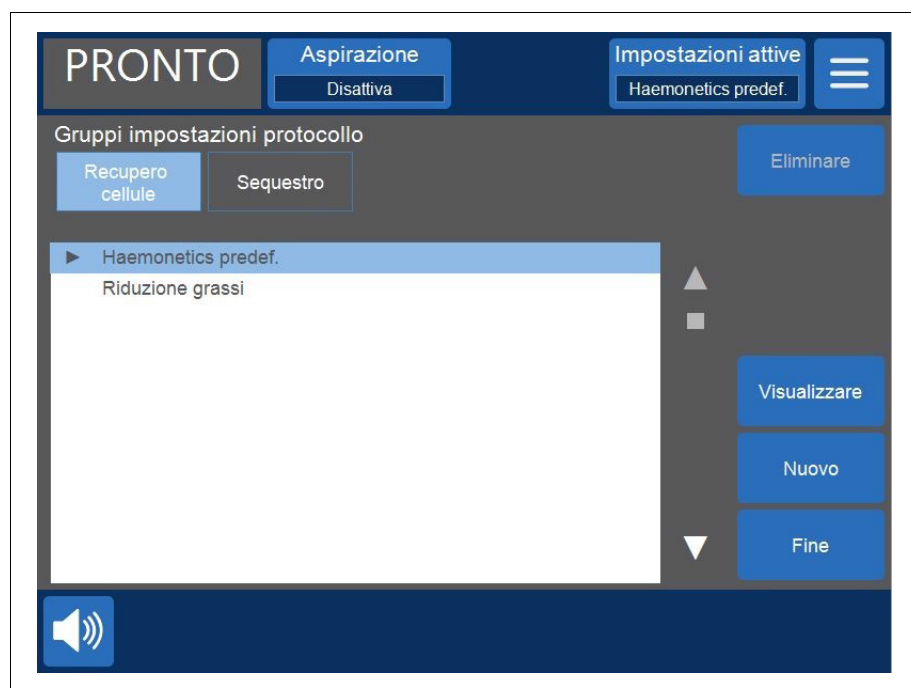 PRONTO
Aspirazione
Disattiva
Impostazioni attive
Haemonetics predef.
Gruppi impostazioni protocollo
Recupero
cellule
Sequestro
Eliminare
Haemonetics predef.
Riduzione grassi
Visualizzare
Nuovo
Fine